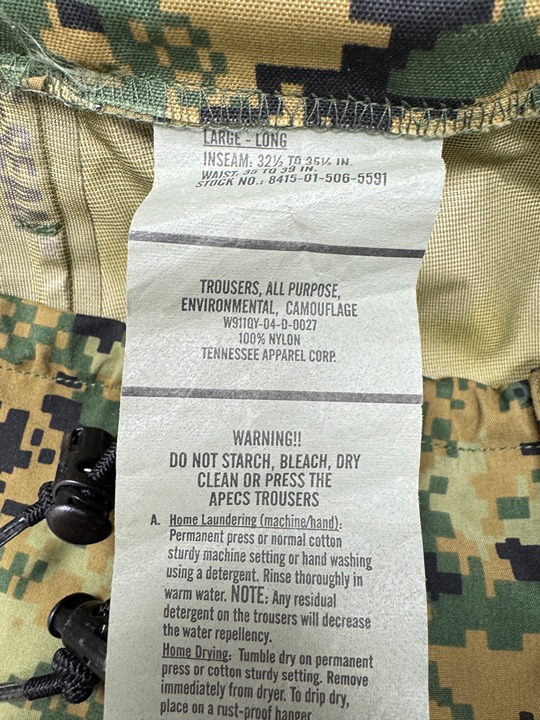 LARGE - LONG
INSEAM: 32½ TO 35½ IN.
WAIST: 35 TO 39 IN.
STOCK NO.: 8415-01-506-5591
TROUSERS, ALL PURPOSE,
ENVIRONMENTAL, CAMOUFLAGE
W911QY-04-D-0027
100% NYLON
TENNESSEE APPAREL CORP.
WARNING!!
DO NOT STARCH, BLEACH, DRY
CLEAN OR PRESS THE
APECS TROUSERS
A. Home Laundering (machine/hand):
Permanent press or normal cotton
sturdy machine setting or hand washing
using a detergent. Rinse thoroughly in
warm water. NOTE: Any residual
detergent on the trousers will decrease
the water repellency.
Home Drying: Tumble dry on permanent
press or cotton sturdy setting. Remove
immediately from dryer. To drip dry,
place on a rust-proof hanger